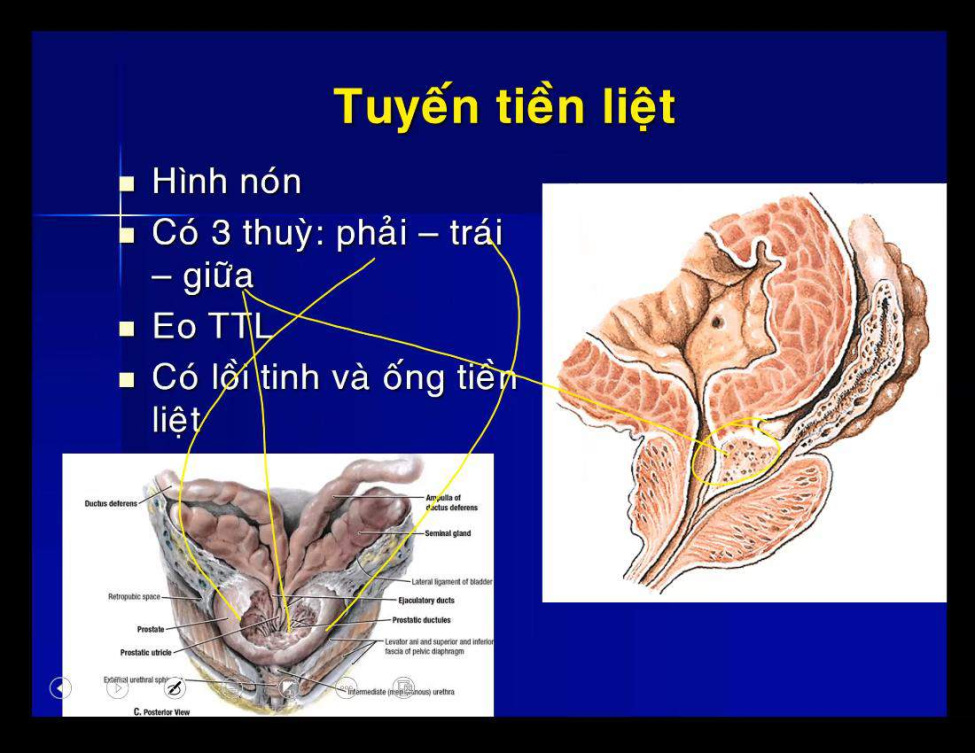 Tuyến tiền liệt
Hình nón
Có 3 thuỳ: phải – trái
– giữa
Eo TTL
Có lồi tinh và ống tiền
liệt
Ductus deferens
Ampulla of
ductus deferens
Seminal gland
Lateral ligament of bladder
Retropubic space
Ejaculatory ducts
Prostatic ductules
Prostate
Levator ani and superior and inferior
fascia of pelvic diaphragm
Prostatic utricle
External urethral
Intermediate urethra
C. Posterior View